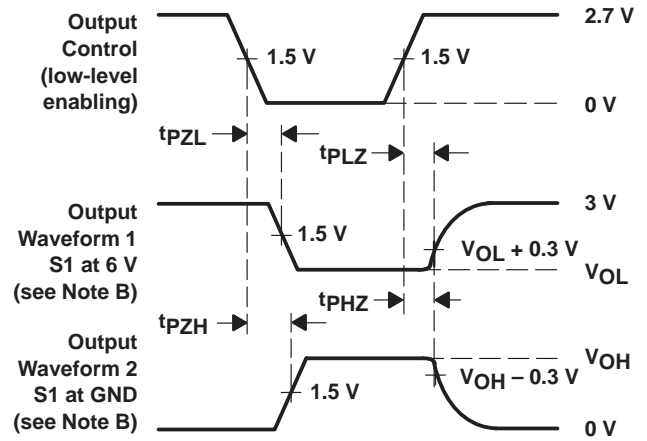 Output
Control
(low-level
enabling)
1.5 V
1.5 V
2.7 V
0 V
tPZL
tPLZ
Output
Waveform 1
S1 at 6 V
(see Note B)
1.5 V
3 V
VOL + 0.3 V
VOL
tPZH
tPHZ
Output
Waveform 2
S1 at GND
(see Note B)
1.5 V
VOH
VOH – 0.3 V
0 V